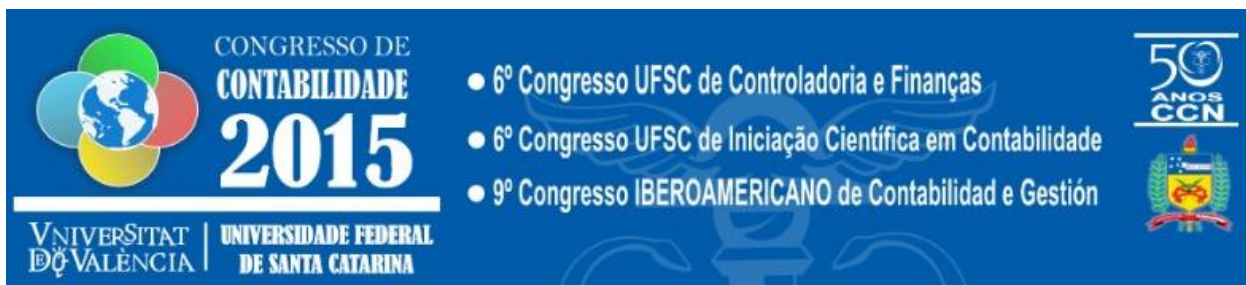 CONGRESSO DE
CONTABILIDADE
2015
VNIVERSITAT
DE VALÈNCIA
UNIVERSIDADE FEDERAL
DE SANTA CATARINA
● 6º Congresso UFSC de Controladoria e Finanças
● 6º Congresso UFSC de Iniciação Científica em Contabilidade
● 9º Congresso IBEROAMERICANO de Contabilidad e Gestión
50
ANOS
CCN